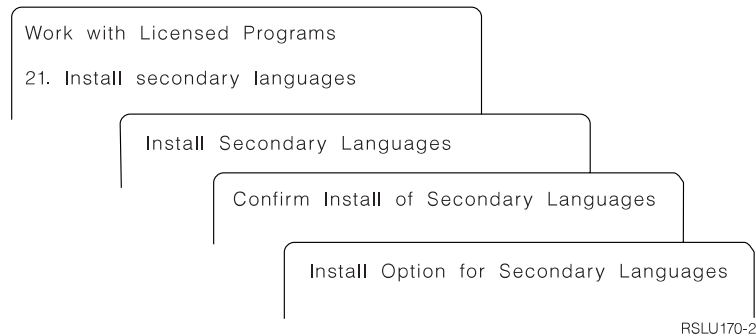 Work with Licensed Programs
21. Install secondary languages
Install Secondary Languages
Confirm Install of Secondary Languages
Install Option for Secondary Languages
RSLU170-2